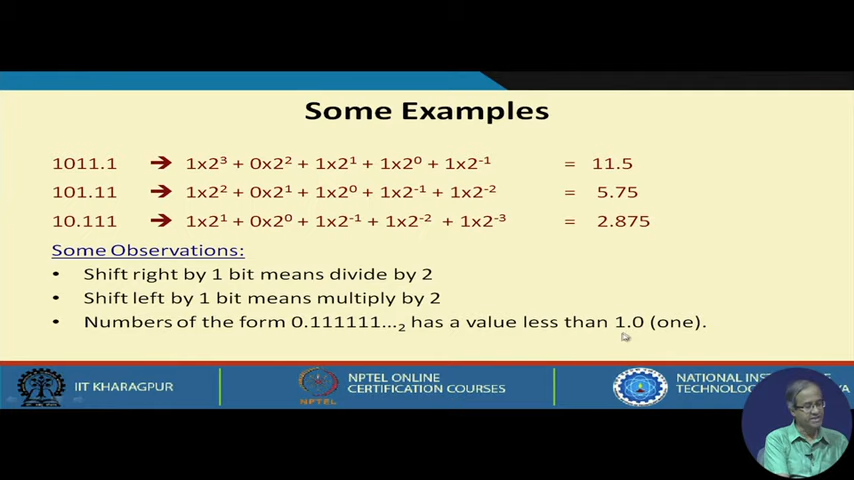 Some Examples
1011.1 ➔ 1x2³ + 0x2² + 1x2¹ + 1x2⁰ + 1x2⁻¹ = 11.5
101.11 ➔ 1x2² + 0x2¹ + 1x2⁰ + 1x2⁻¹ + 1x2⁻² = 5.75
10.111 ➔ 1x2¹ + 0x2⁰ + 1x2⁻¹ + 1x2⁻² + 1x2⁻³ = 2.875
Some Observations:
• Shift right by 1 bit means divide by 2
• Shift left by 1 bit means multiply by 2
• Numbers of the form 0.111111...₂ has a value less than 1.0 (one).
IIT KHARAGPUR
NPTEL
NPTEL ONLINE
CERTIFICATION COURSES
NATIONAL
TECHNOLOG